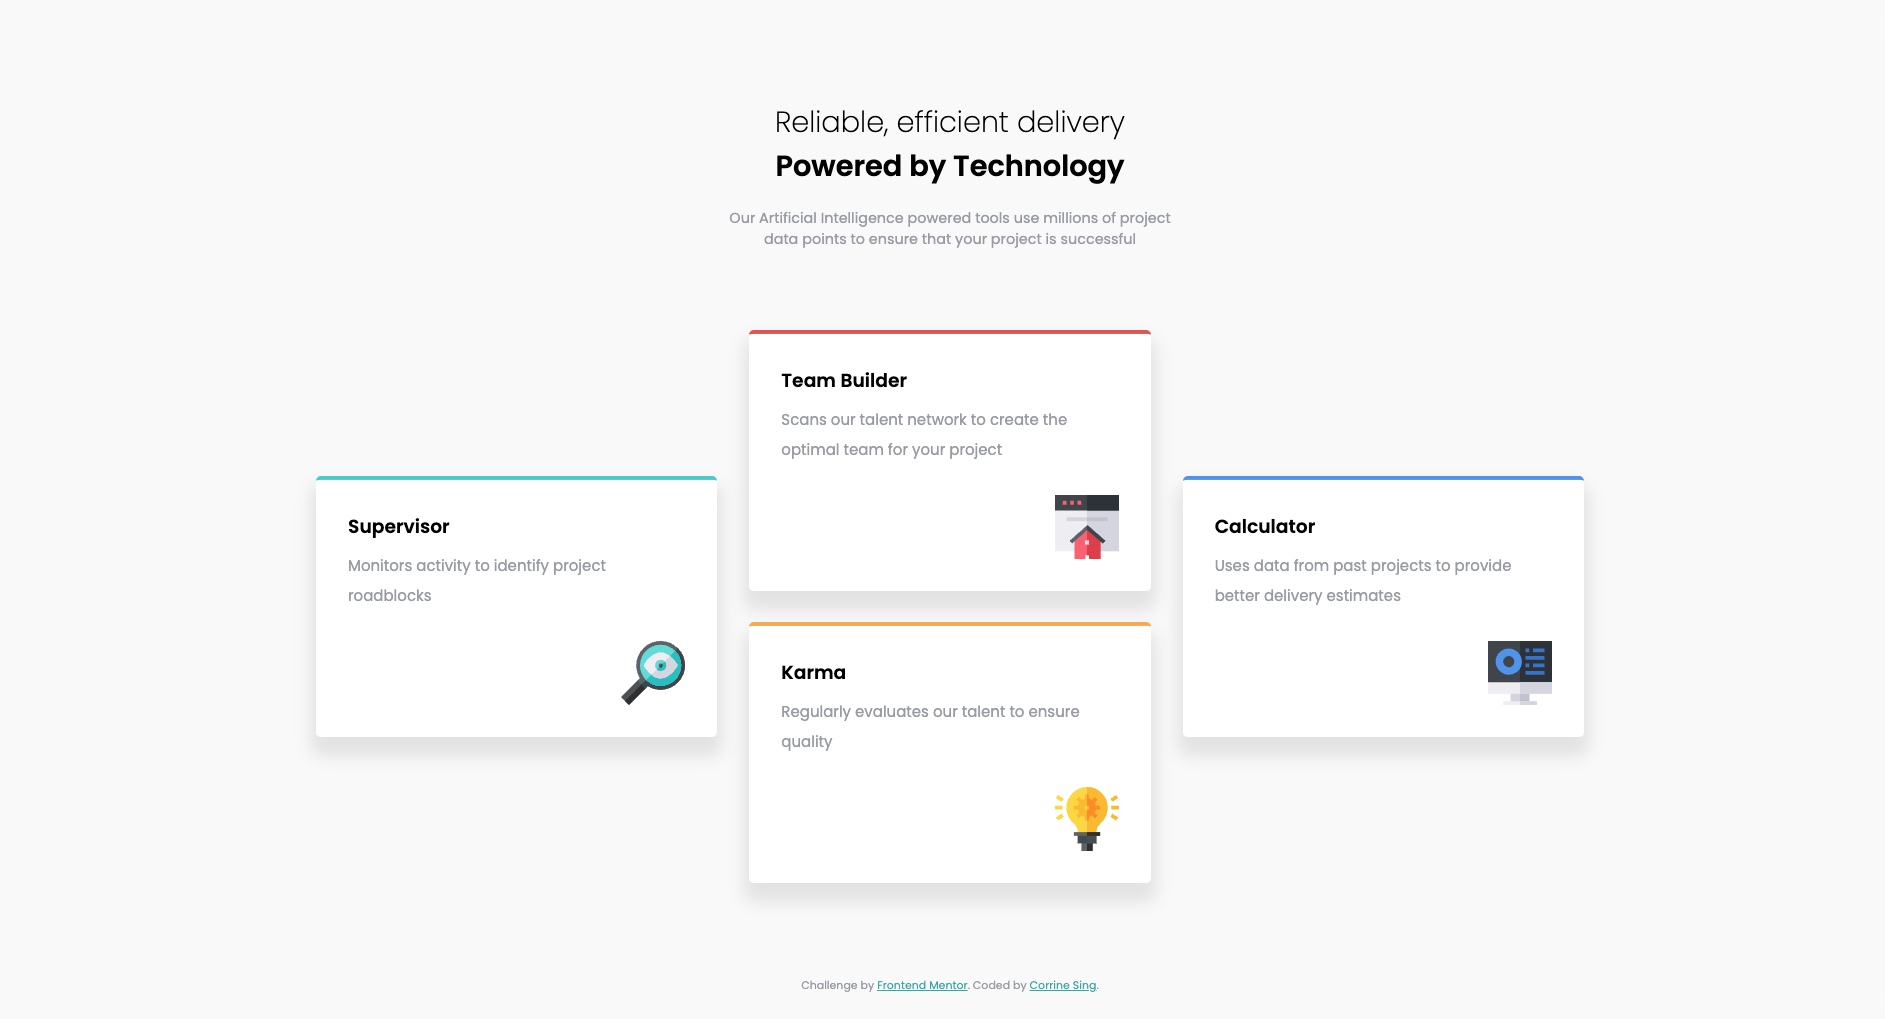 Reliable, efficient delivery
Powered by Technology
Our Artificial Intelligence powered tools use millions of project
data points to ensure that your project is successful
Supervisor
Monitors activity to identify project
roadblocks
Team Builder
Scans our talent network to create the
optimal team for your project
Karma
Regularly evaluates our talent to ensure
quality
Calculator
Uses data from past projects to provide
better delivery estimates
Challenge by Frontend Mentor. Coded by Corrine Sing.